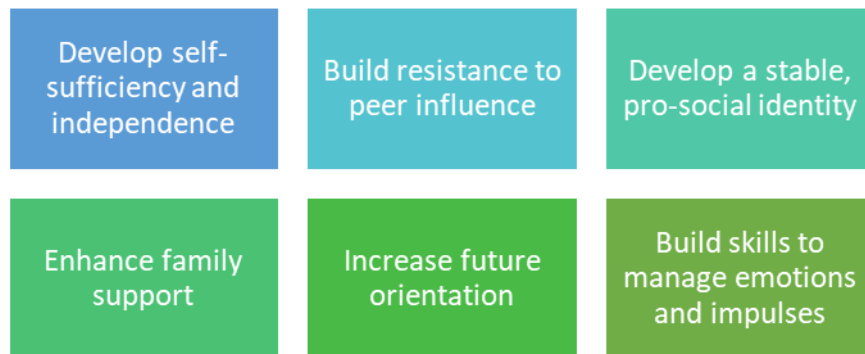 Develop self-
sufficiency and
independence
Build resistance to
peer influence
Develop a stable,
pro-social identity
Enhance family
support
Increase future
orientation
Build skills to
manage emotions
and impulses